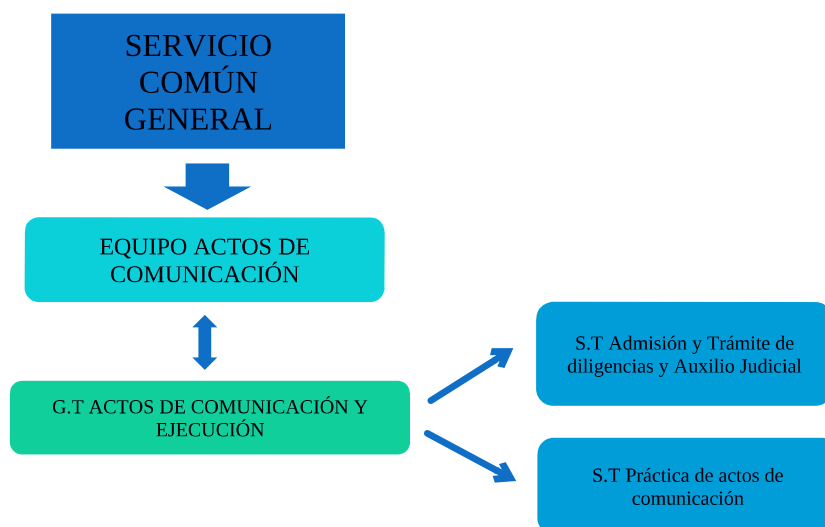 SERVICIO
COMÚN
GENERAL
EQUIPO ACTOS DE
COMUNICACIÓN
G.T ACTOS DE COMUNICACIÓN Y
EJECUCIÓN
S.T Admisión y Trámite de
diligencias y Auxilio Judicial
S.T Práctica de actos de
comunicación